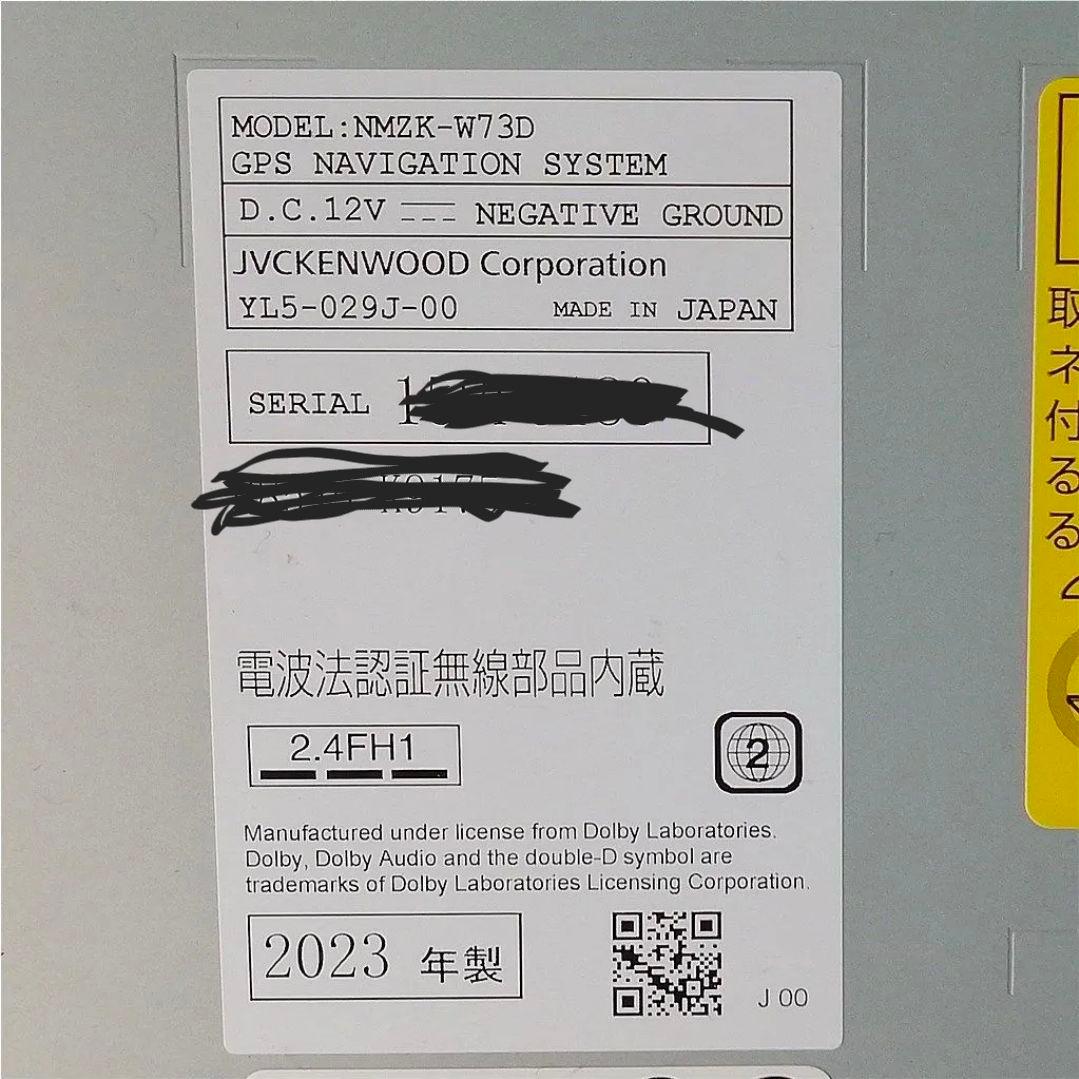 MODEL:NMZK-W73D
GPS NAVIGATION SYSTEM
D.C.12V NEGATIVE GROUND
JVCKENWOOD Corporation
YL5-029J-00 MADE IN JAPAN
SERIAL
電波法認証無線部品内蔵
2.4FH1
2
Manufactured under license from Dolby Laboratories.
Dolby, Dolby Audio and the double-D symbol are
trademarks of Dolby Laboratories Licensing Corporation.
2023 年製
J 00
取
ネ
付
る
る